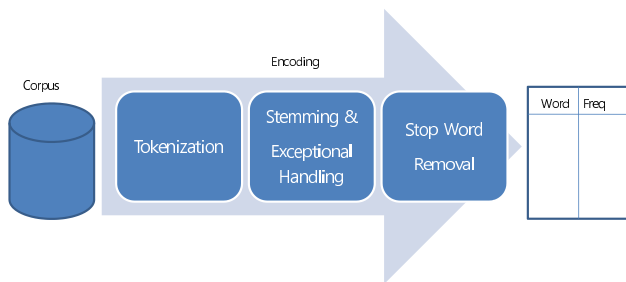 Encoding
Corpus
Tokenization
Stemming &
Exceptional
Handling
Stop Word
Removal
Word Freq